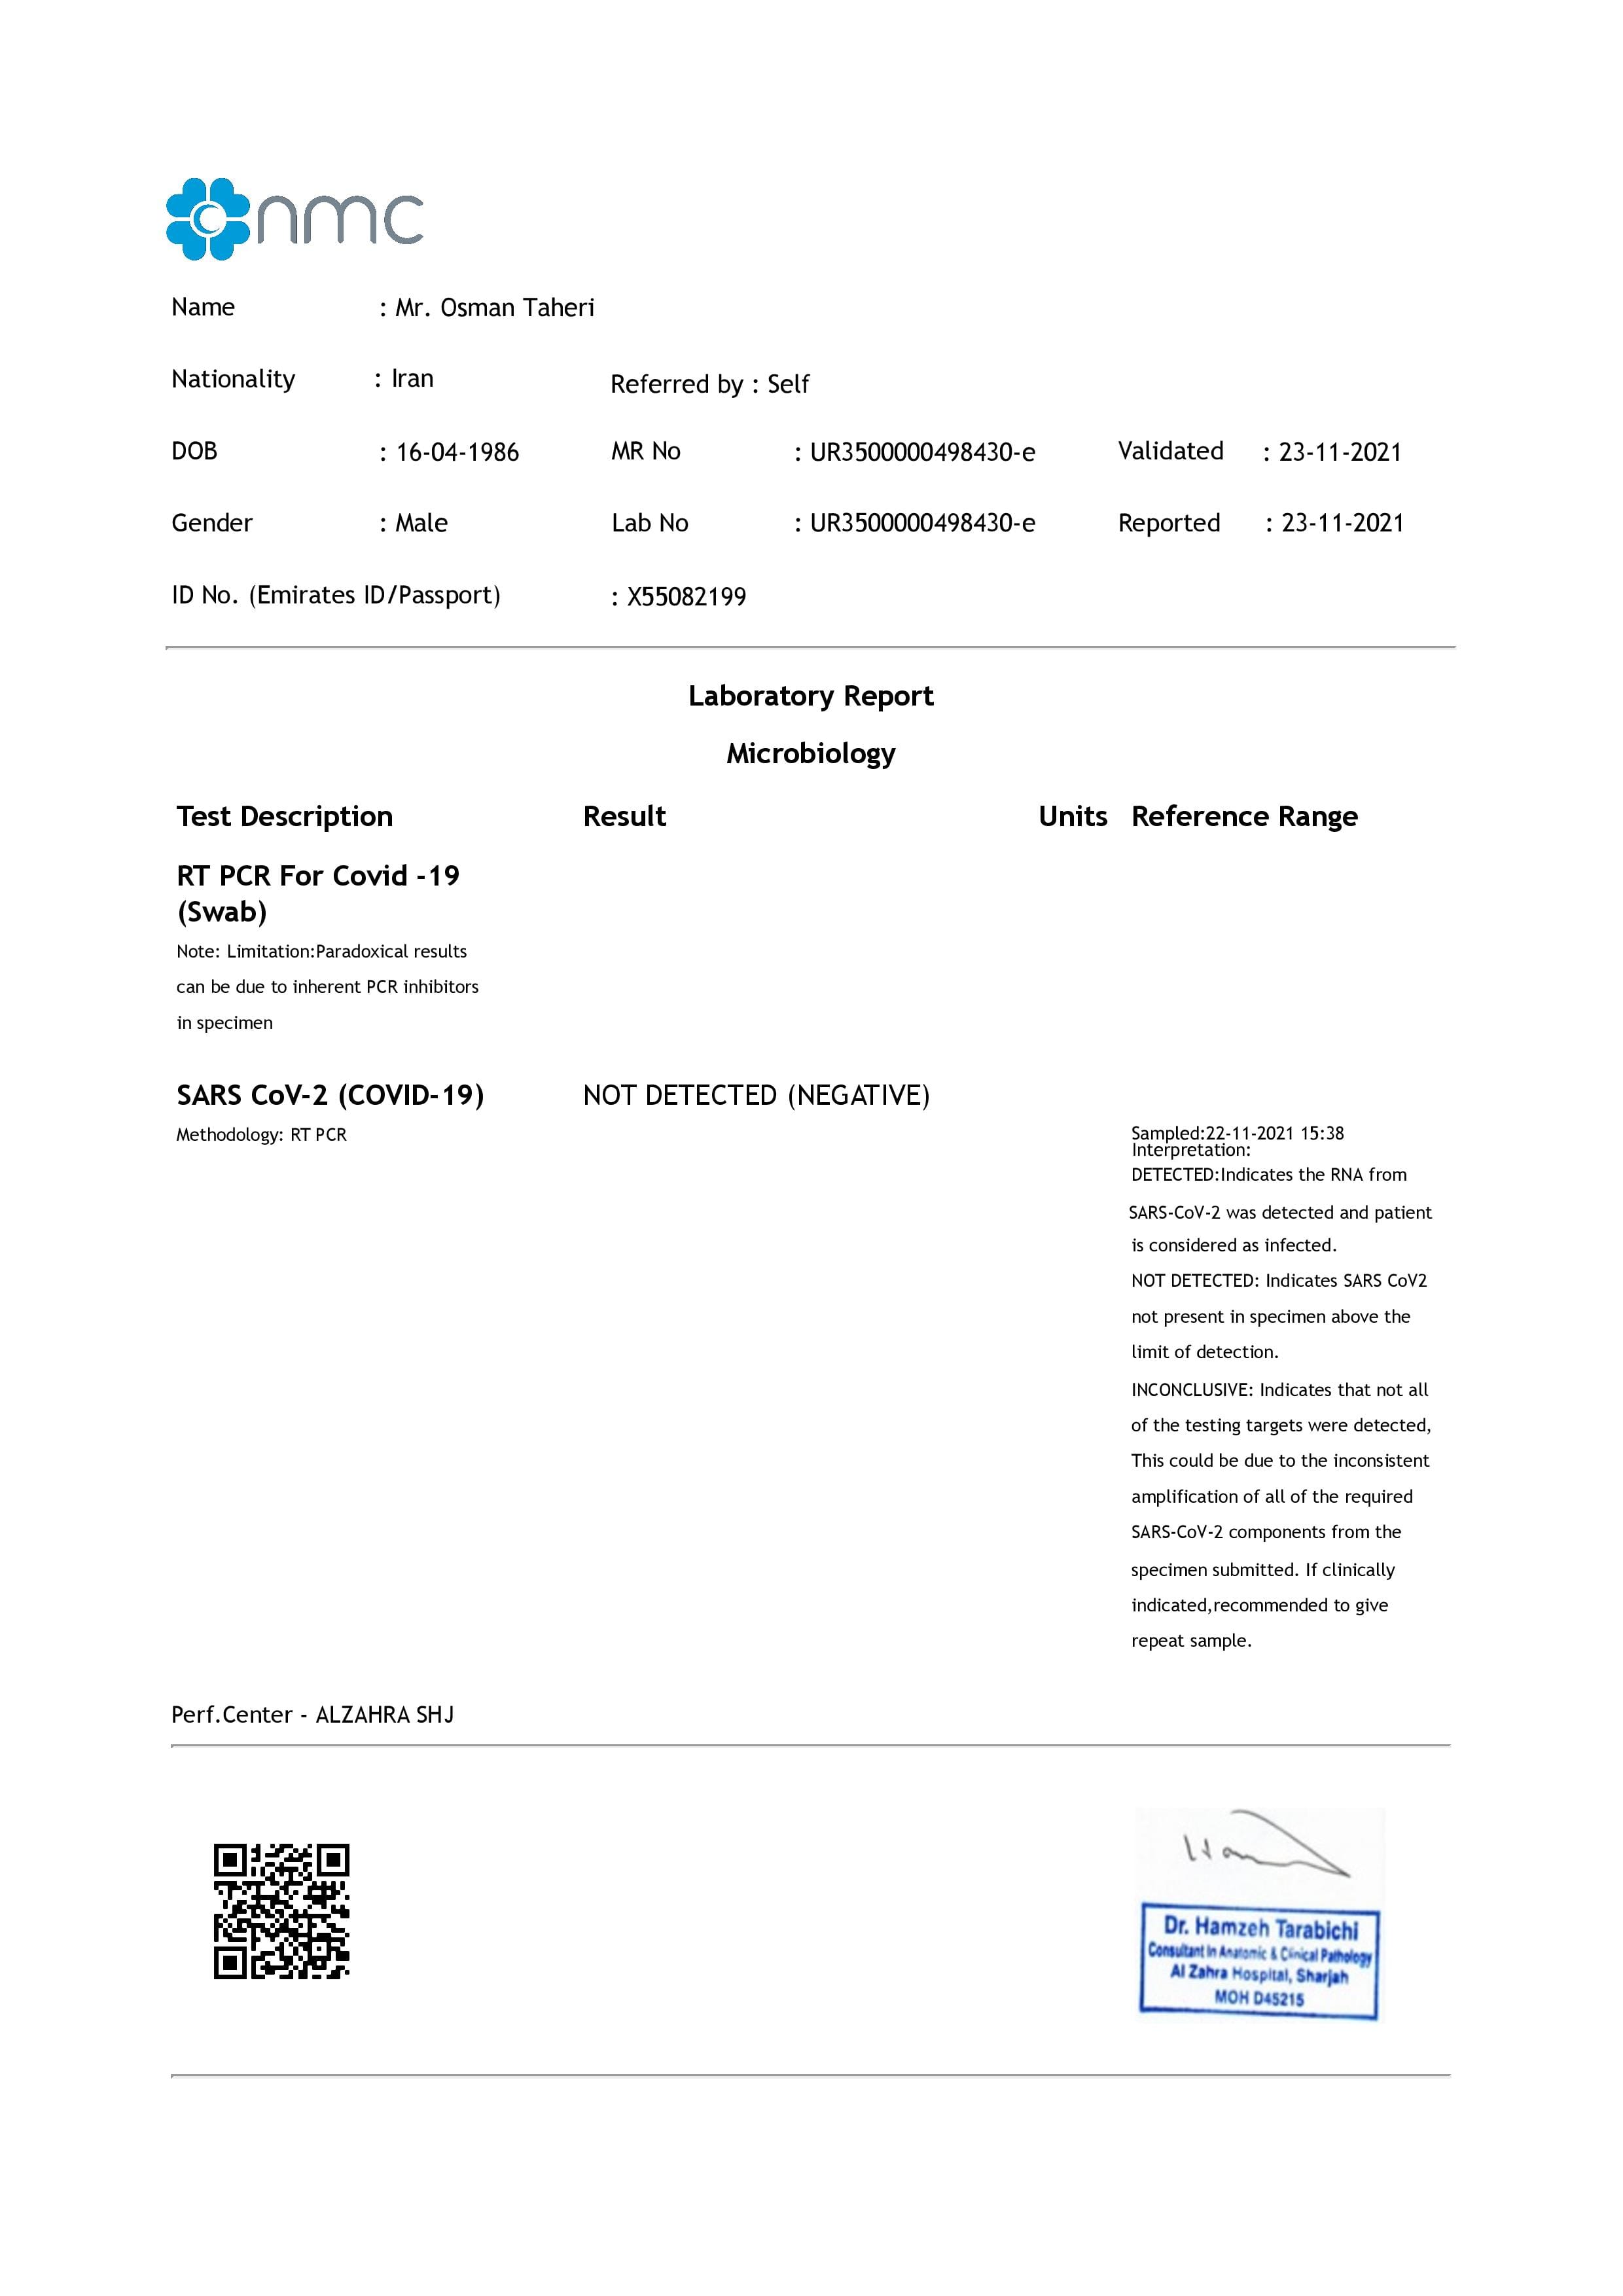 nmc
Name : Mr. Osman Taheri
Nationality : Iran Referred by : Self
DOB : 16-04-1986 MR No : UR3500000498430-e Validated : 23-11-2021
Gender : Male Lab No : UR3500000498430-e Reported : 23-11-2021
ID No. (Emirates ID/Passport) : X55082199
Laboratory Report
Microbiology
Test Description Result Units Reference Range
RT PCR For Covid -19
(Swab)
Note: Limitation:Paradoxical results
can be due to inherent PCR inhibitors
in specimen
SARS CoV-2 (COVID-19) NOT DETECTED (NEGATIVE)
Methodology: RT PCR
Sampled:22-11-2021 15:38
Interpretation:
DETECTED:Indicates the RNA from
SARS-CoV-2 was detected and patient
is considered as infected.
NOT DETECTED: Indicates SARS CoV2
not present in specimen above the
limit of detection.
INCONCLUSIVE: Indicates that not all
of the testing targets were detected,
This could be due to the inconsistent
amplification of all of the required
SARS-CoV-2 components from the
specimen submitted. If clinically
indicated,recommended to give
repeat sample.
Perf.Center - ALZAHRA SHJ
Dr. Hamzeh Tarabichi
Consultant in Anatomic & Clinical Pathology
Al Zahra Hospital, Sharjah
MOH D45215